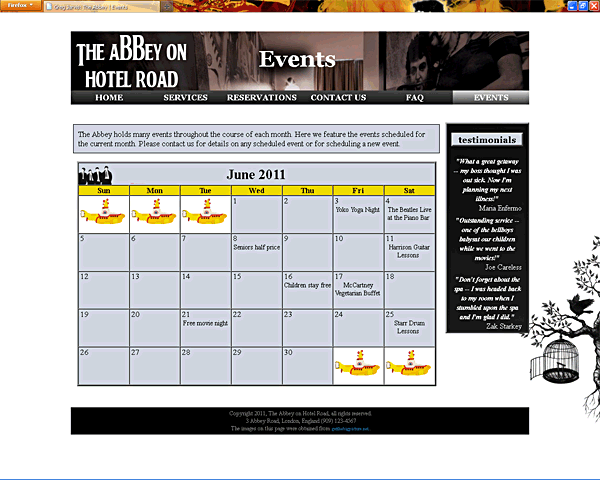 Firefox
Greg Jarvis: The Abbey | Events
THE aBBEY ON
HOTEL ROAD
Events
HOME SERVICES RESERVATIONS CONTACT US FAQ EVENTS
The Abbey holds many events throughout the course of each month. Here we feature the events scheduled for
the current month. Please contact us for details on any scheduled event or for scheduling a new event.
June 2011
Sun Mon Tue Wed Thu Fri Sat
1 2 3 4
Yoko Yoga Night
The Beatles Live
at the Piano Bar
5 6 7 8 9 10 11
Seniors half price
Harrison Guitar
Lessons
12 13 14 15 16 17 18
Children stay free
McCartney
Vegetarian Buffet
19 20 21 22 23 24 25
Free movie night
Starr Drum
Lessons
26 27 28 29 30
testimonials
"What a great getaway
-- my boss thought I was
out sick. Now I'm
planning my next
illness!"
Maria Enfermo
"Outstanding service --
one of the bellboys
babysat our children
while we went to the
movies!"
Joe Careless
"Don't forget about the
spa -- I was headed back
to my room when I
stumbled upon the spa
and I'm glad I did."
Zak Starkey
Copyright 2011, The Abbey on Hotel Road, all rights reserved.
3 Abbey Road, London, England (909) 123-4567
The images on this page were obtained from